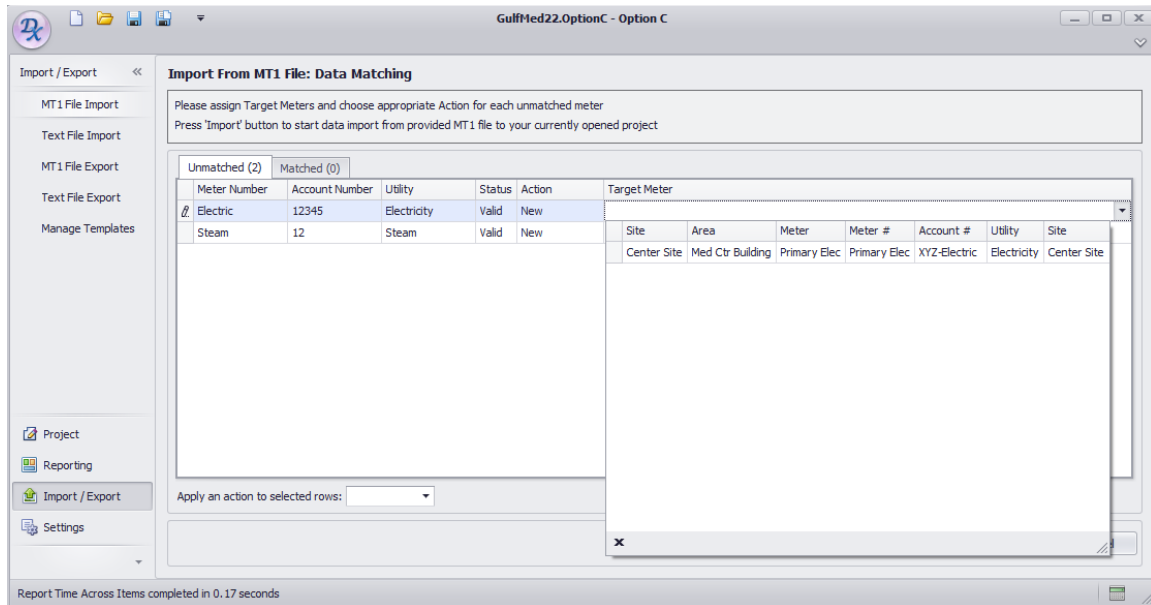 GulfMed22.OptionC - Option C
Import / Export
MT1 File Import
Text File Import
MT1 File Export
Text File Export
Manage Templates
Project
Reporting
Import / Export
Settings
Import From MT1 File: Data Matching
Please assign Target Meters and choose appropriate Action for each unmatched meter
Press 'Import' button to start data import from provided MT1 file to your currently opened project
Unmatched (2) Matched (0)
Meter Number Account Number Utility Status Action Target Meter
Electric 12345 Electricity Valid New
Steam 12 Steam Valid New
Site Area Meter Meter # Account # Utility Site
Center Site Med Ctr Building Primary Elec Primary Elec XYZ-Electric Electricity Center Site
Apply an action to selected rows:
Report Time Across Items completed in 0.17 seconds